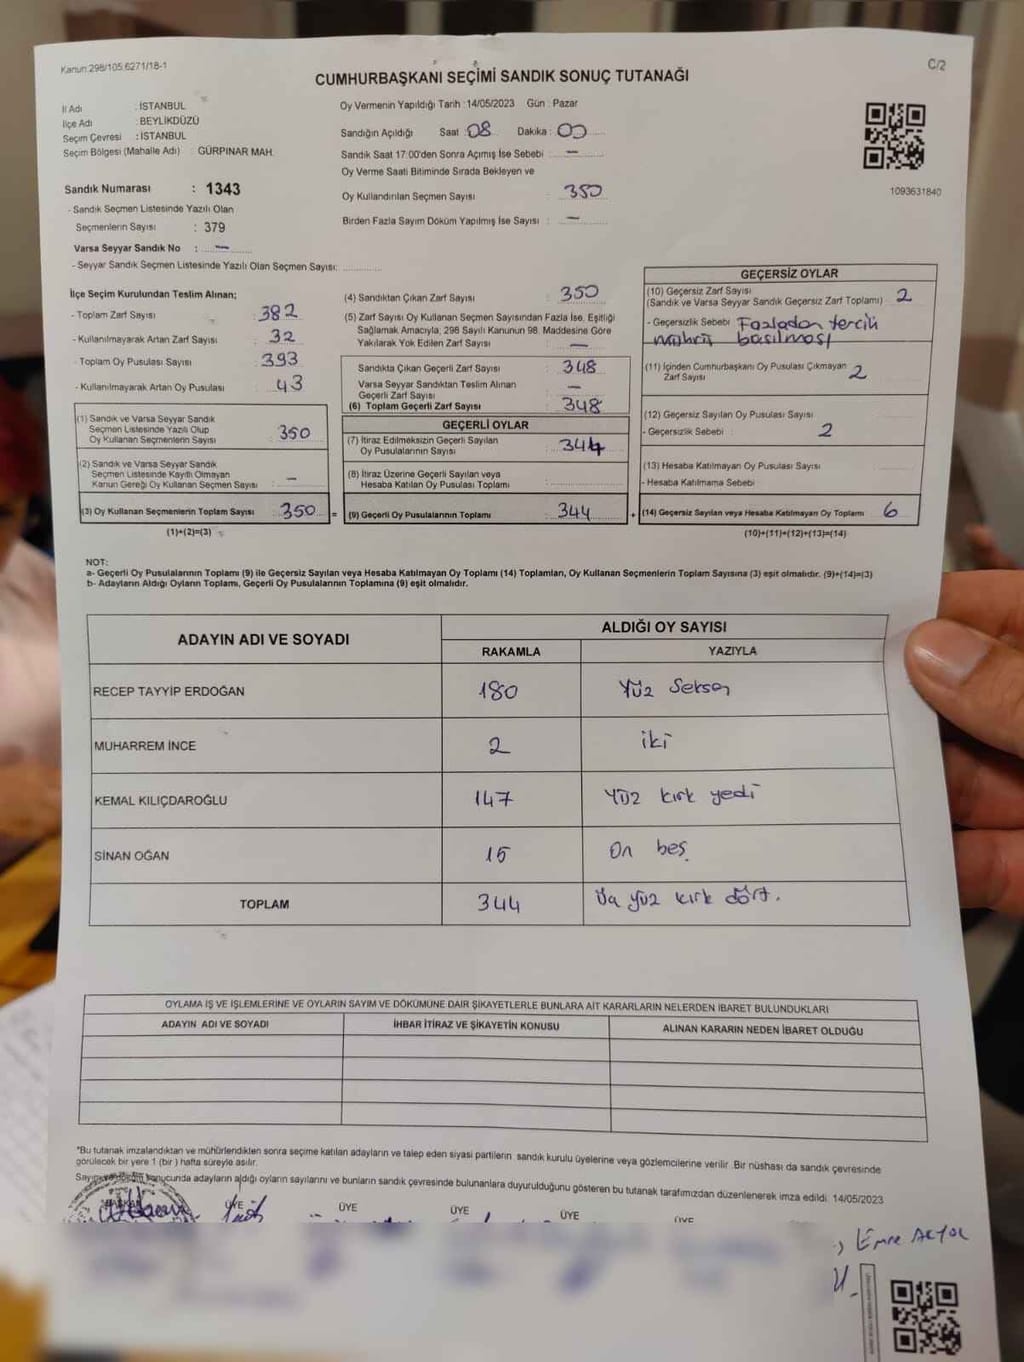 Kanun:298/105:6271/18-1
C/2
CUMHURBAŞKANI SEÇİMİ SANDIK SONUÇ TUTANAĞI
İl Adı : İSTANBUL
İlçe Adı : BEYLİKDÜZÜ
Seçim Çevresi : İSTANBUL
Seçim Bölgesi (Mahalle Adı) : GÜRPINAR MAH.
Sandık Numarası : 1343
- Sandık Seçmen Listesinde Yazılı Olan
Seçmenlerin Sayısı : 379
Varsa Seyyar Sandık No : —
- Seyyar Sandık Seçmen Listesinde Yazılı Olan Seçmen Sayısı:
Oy Vermenin Yapıldığı Tarih :14/05/2023 Gün : Pazar
Sandığın Açıldığı Saat : 08 Dakika : 00
Sandık Saat 17:00'den Sonra Açımış İse Sebebi : —
Oy Verme Saati Bitiminde Sırada Bekleyen ve
Oy Kullandırılan Seçmen Sayısı : 350
Birden Fazla Sayım Döküm Yapılmış İse Sayısı : —
1093631840
İlçe Seçim Kurulundan Teslim Alınan;
- Toplam Zarf Sayısı : 382
- Kullanılmayarak Artan Zarf Sayısı : 32
- Toplam Oy Pusulası Sayısı : 393
- Kullanılmayarak Artan Oy Pusulası : 43
(1) Sandık ve Varsa Seyyar Sandık
Seçmen Listesinde Yazılı Olup
Oy Kullanan Seçmenlerin Sayısı : 350
(2) Sandık ve Varsa Seyyar Sandık
Seçmen Listesinde Kayıtlı Olmayan
Kanun Gereği Oy Kullanan Seçmen Sayısı : —
(3) Oy Kullanan Seçmenlerin Toplam Sayısı : 350 =
(1)+(2)=(3)
(4) Sandıktan Çıkan Zarf Sayısı : 350
(5) Zarf Sayısı Oy Kullanan Seçmen Sayısından Fazla İse, Eşitliği
Sağlamak Amacıyla, 298 Sayılı Kanunun 98. Maddesine Göre
Yakılarak Yok Edilen Zarf Sayısı : —
Sandıkta Çıkan Geçerli Zarf Sayısı : 348
Varsa Seyyar Sandıktan Teslim Alınan
Geçerli Zarf Sayısı : —
(6) Toplam Geçerli Zarf Sayısı : 348
GEÇERLİ OYLAR
(7) İtiraz Edilmeksizin Geçerli Sayılan
Oy Pusulalarının Sayısı : 344
(8) İtiraz Üzerine Geçerli Sayılan veya
Hesaba Katılan Oy Pusulası Toplamı :
(9) Geçerli Oy Pusulalarının Toplamı : 344 +
GEÇERSİZ OYLAR
(10) Geçersiz Zarf Sayısı
(Sandık ve Varsa Seyyar Sandık Geçersiz Zarf Toplamı) : 2
- Geçersizlik Sebebi : Fazladan tercih
mührü basılması
(11) İçinden Cumhurbaşkanı Oy Pusulası Çıkmayan
Zarf Sayısı : 2
(12) Geçersiz Sayılan Oy Pusulası Sayısı :
- Geçersizlik Sebebi : 2
(13) Hesaba Katılmayan Oy Pusulası Sayısı :
- Hesaba Katılmama Sebebi :
(14) Geçersiz Sayılan veya Hesaba Katılmayan Oy Toplamı : 6
(10)+(11)+(12)+(13)=(14)
NOT:
a- Geçerli Oy Pusulalarının Toplamı (9) ile Geçersiz Sayılan veya Hesaba Katılmayan Oy Toplamı (14) Toplamları, Oy Kullanan Seçmenlerin Toplam Sayısına (3) eşit olmalıdır. (9)+(14)=(3)
b- Adayların Aldığı Oyların Toplamı, Geçerli Oy Pusulalarının Toplamına (9) eşit olmalıdır.
ADAYIN ADI VE SOYADI
ALDIĞI OY SAYISI
RAKAMLA YAZIYLA
RECEP TAYYİP ERDOĞAN 180 Yüz Seksen
MUHARREM İNCE 2 iki
KEMAL KILIÇDAROĞLU 147 Yüz kırk yedi
SİNAN OĞAN 15 On beş
TOPLAM 344 Üç yüz kırk dört.
OYLAMA İŞ VE İŞLEMLERİNE VE OYLARIN SAYIM VE DÖKÜMÜNE DAİR ŞİKAYETLERLE BUNLARA AİT KARARLARIN NELERDEN İBARET BULUNDUKLARI
ADAYIN ADI VE SOYADI İHBAR İTİRAZ VE ŞİKAYETİN KONUSU ALINAN KARARIN NEDEN İBARET OLDUĞU
*Bu tutanak imzalandıktan ve mühürlendikten sonra seçime katılan adayların ve talep eden siyasi partilerin sandık kurulu üyelerine veya gözlemcilerine verilir. Bir nüshası da sandık çevresinde
görülecek bir yere 1 (bir) hafta süreyle asılır.
Sayım ve döküm sonucunda adayların aldığı oyların sayılarını ve bunların sandık çevresinde bulunanlara duyurulduğunu gösteren bu tutanak tarafımızdan düzenlenerek imza edildi. 14/05/2023
BAŞKAN ÜYE ÜYE ÜYE ÜYE ÜYE
Emre